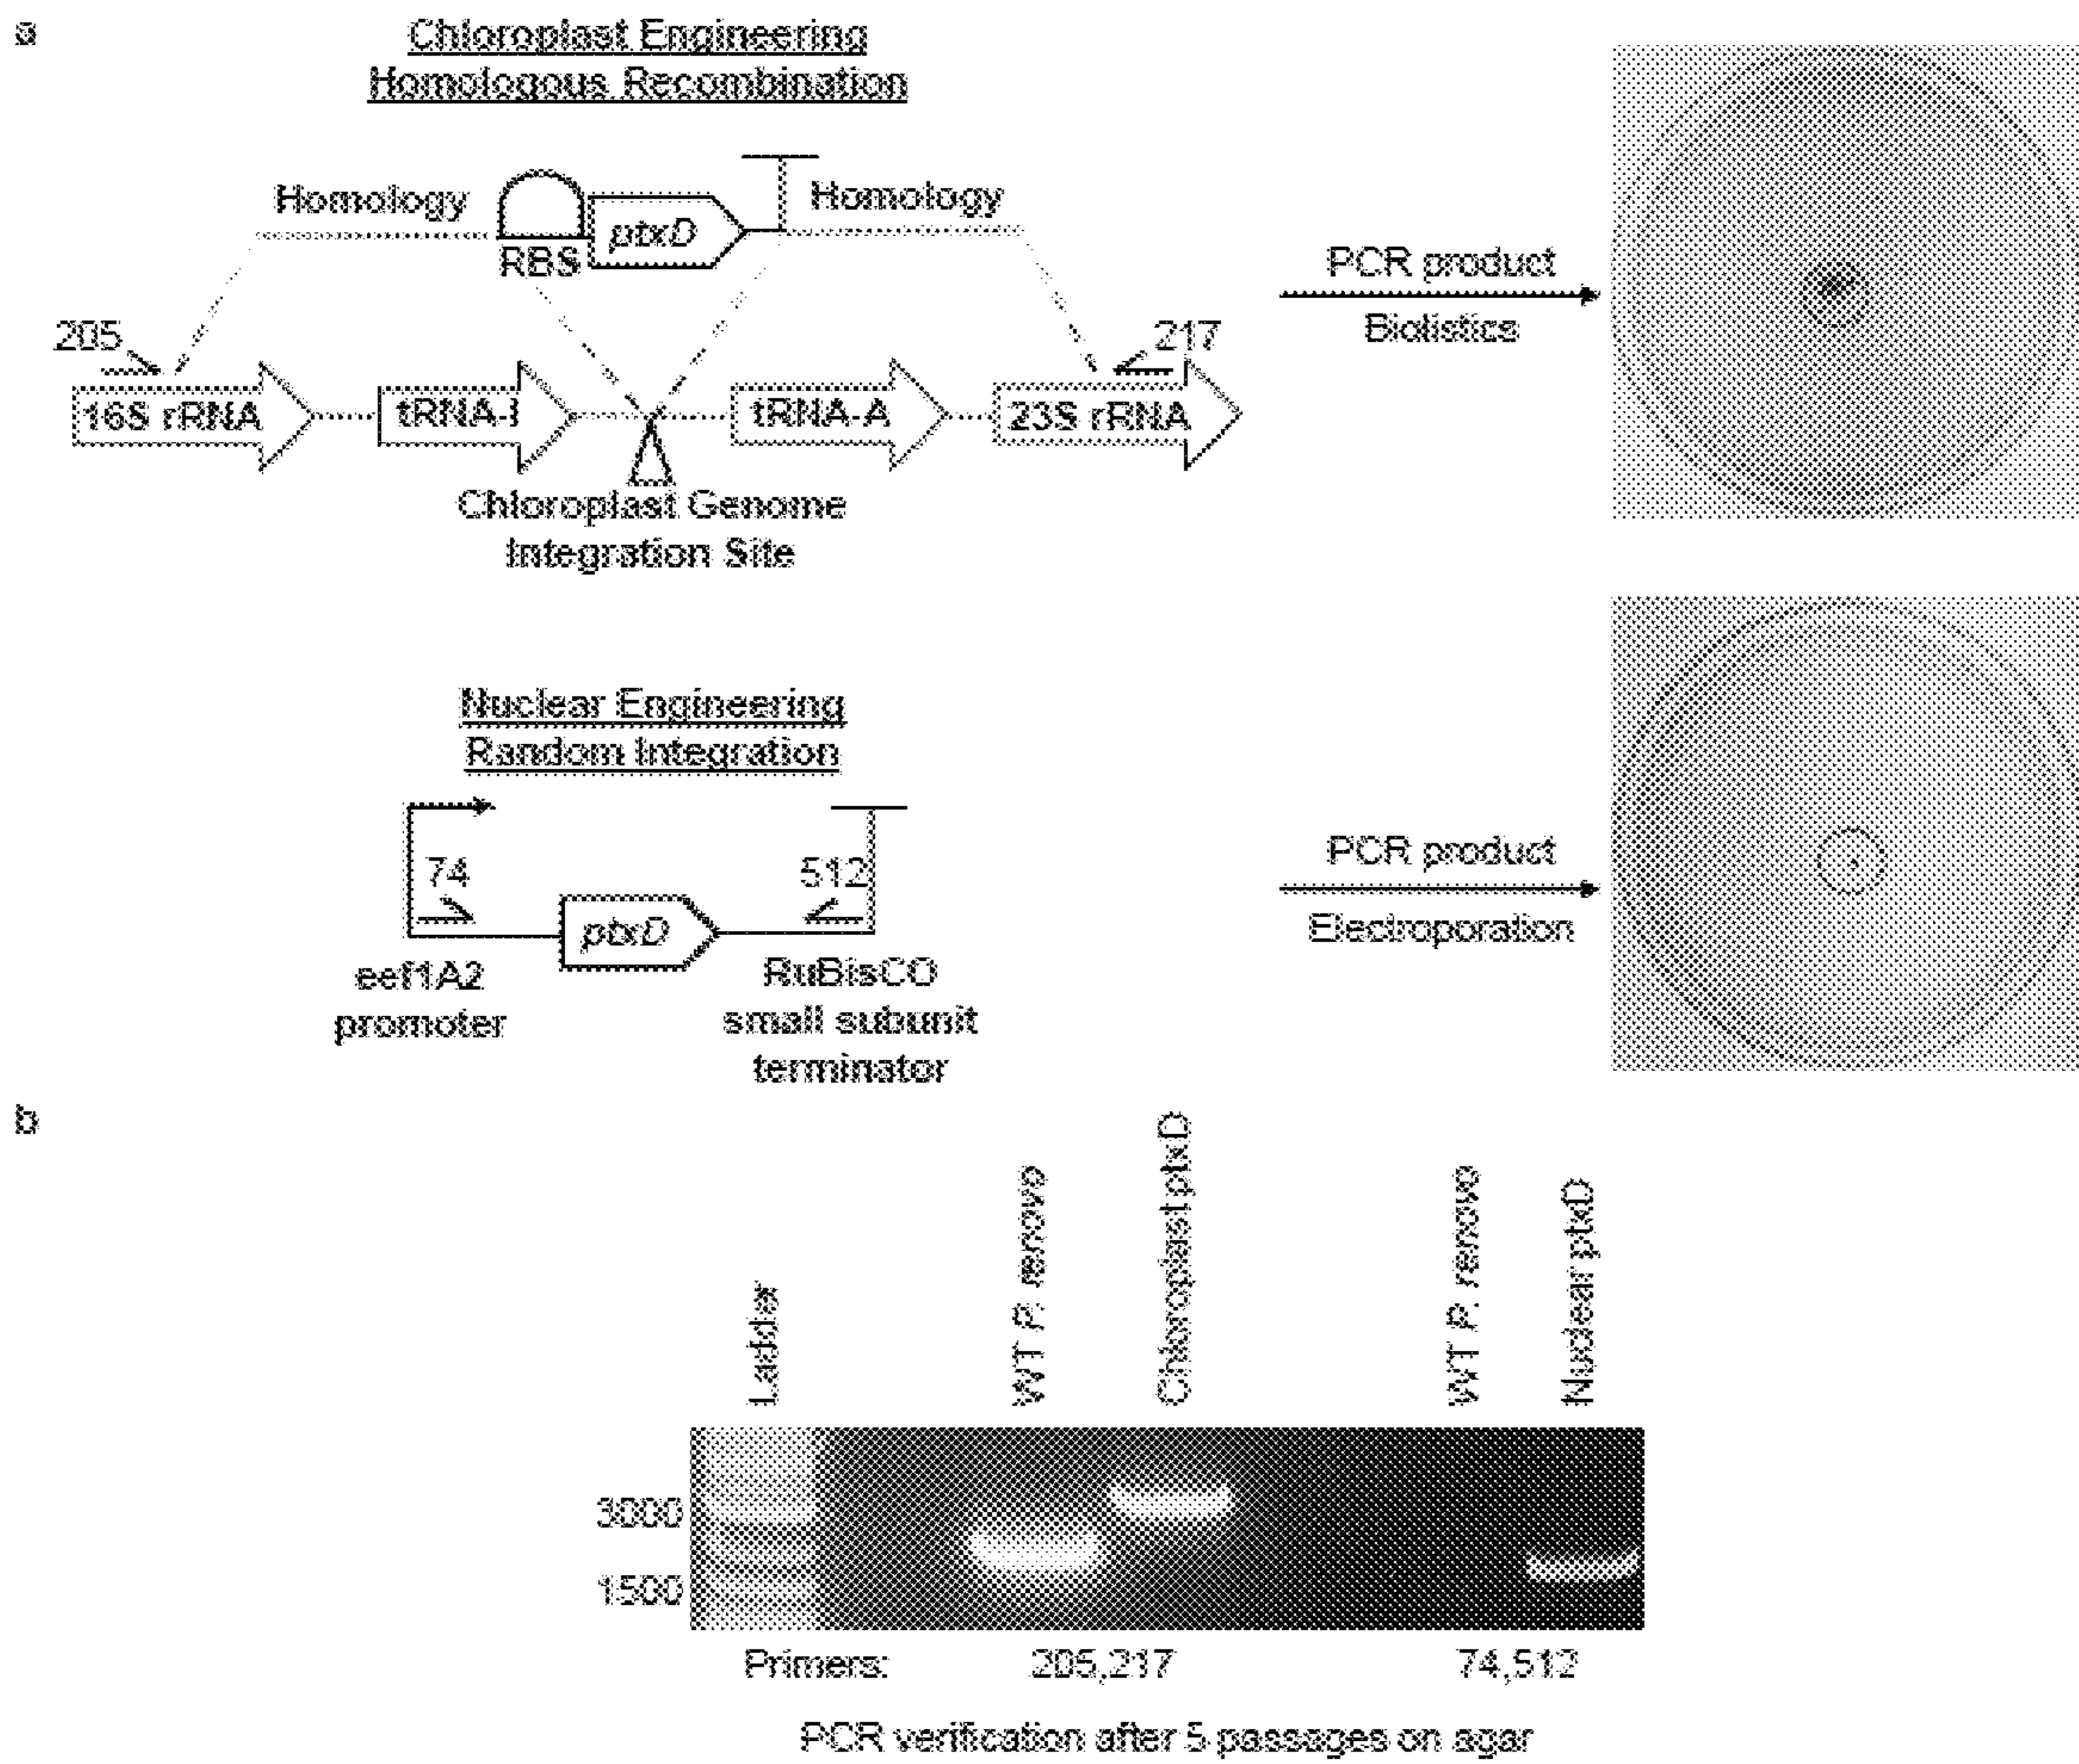 a
Chloroplast Engineering
Homologous Recombination
Homology
Homology
ptxD
RBS
PCR product
Biolistics
205
217
16S rRNA
tRNA-I
tRNA-A
23S rRNA
Chloroplast Genome
Integration Site
Nuclear Engineering
Random Integration
74
512
ptxD
eef1A2
promoter
RuBisCO
small subunit
terminator
PCR product
Electroporation
b
Ladder
WT P. renovo
Chloroplast ptxD
WT P. renovo
Nuclear ptxD
3000
1500
Primers:
205,217
74,512
PCR verification after 5 passages on agar